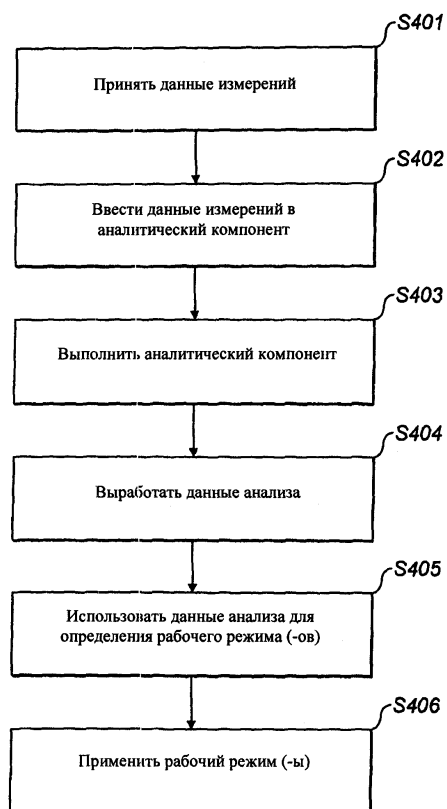 S401
Принять данные измерений
S402
Ввести данные измерений в
аналитический компонент
S403
Выполнить аналитический компонент
S404
Выработать данные анализа
S405
Использовать данные анализа для
определения рабочего режима (-ов)
S406
Применить рабочий режим (-ы)